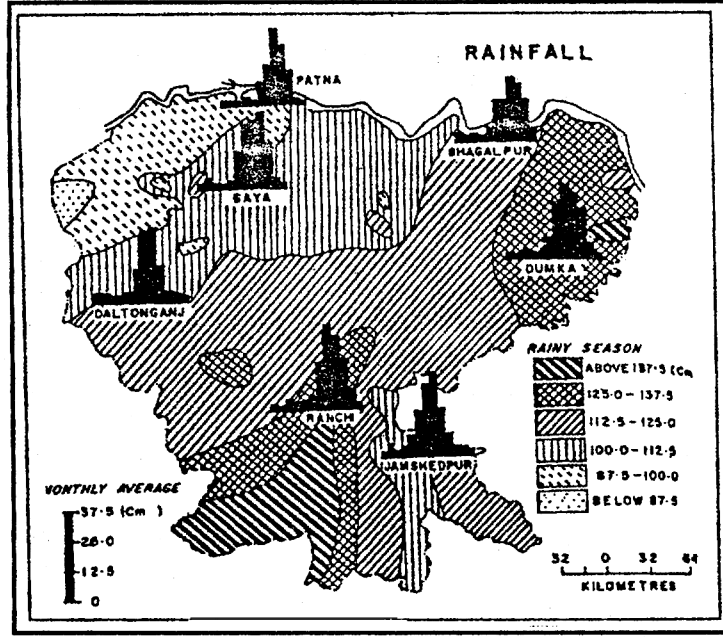 RAINFALL
PATNA
BHAGALPUR
GAYA
DUMKA
DALTONGANJ
RANCHI
JAMSHEDPUR
RAINY SEASON
ABOVE 137.5 (Cm
125.0-137.5
112.5-125.0
100.0-112.5
87.5-100.0
BELOW 87.5
MONTHLY AVERAGE
37.5 (Cm )
25.0
12.5
0
32 0 32 64
KILOMETRES